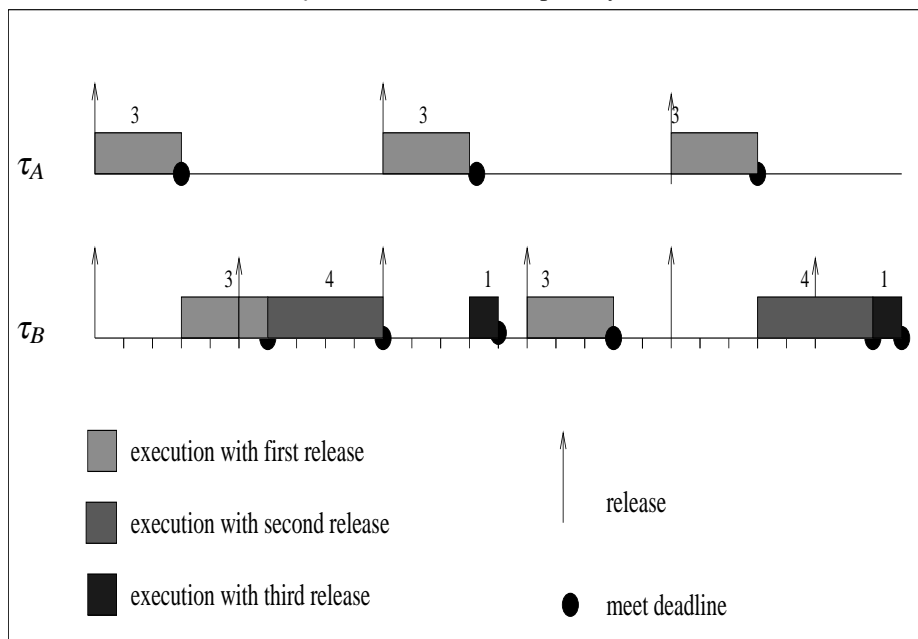 3 3 3
τA
3 4 1 3 4 1
τB
execution with first release
execution with second release
execution with third release
release
meet deadline